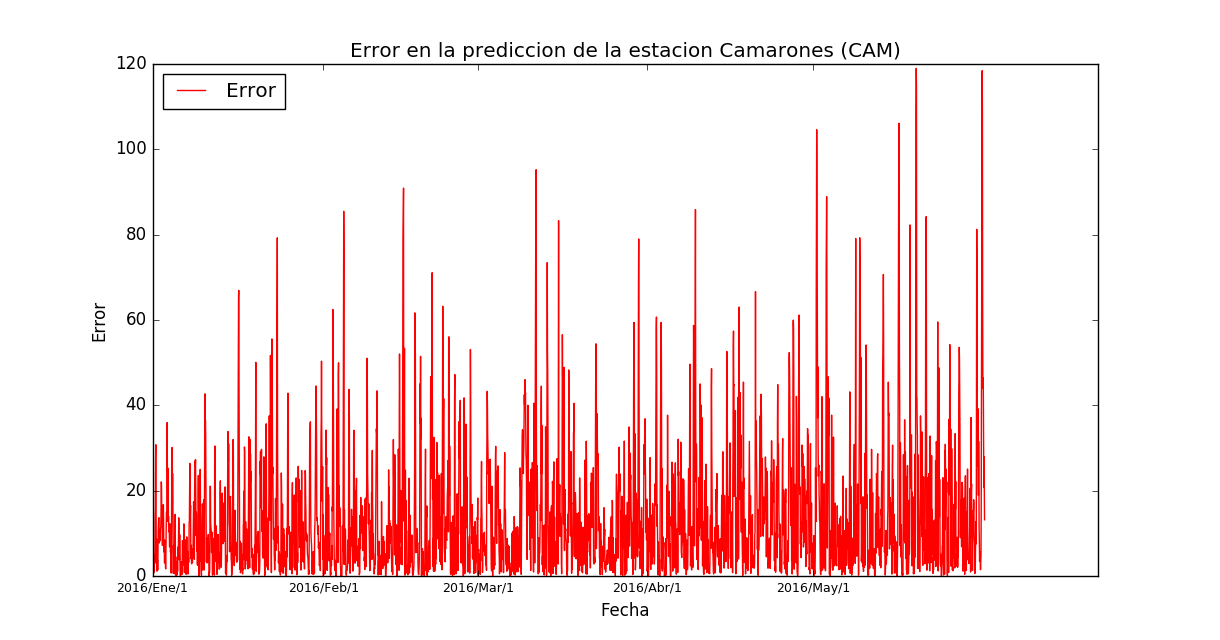 Error en la prediccion de la estacion Camarones (CAM)
Error
120
100
80
60
40
20
0
Error
2016/Ene/1
2016/Feb/1
2016/Mar/1
2016/Abr/1
2016/May/1
Fecha